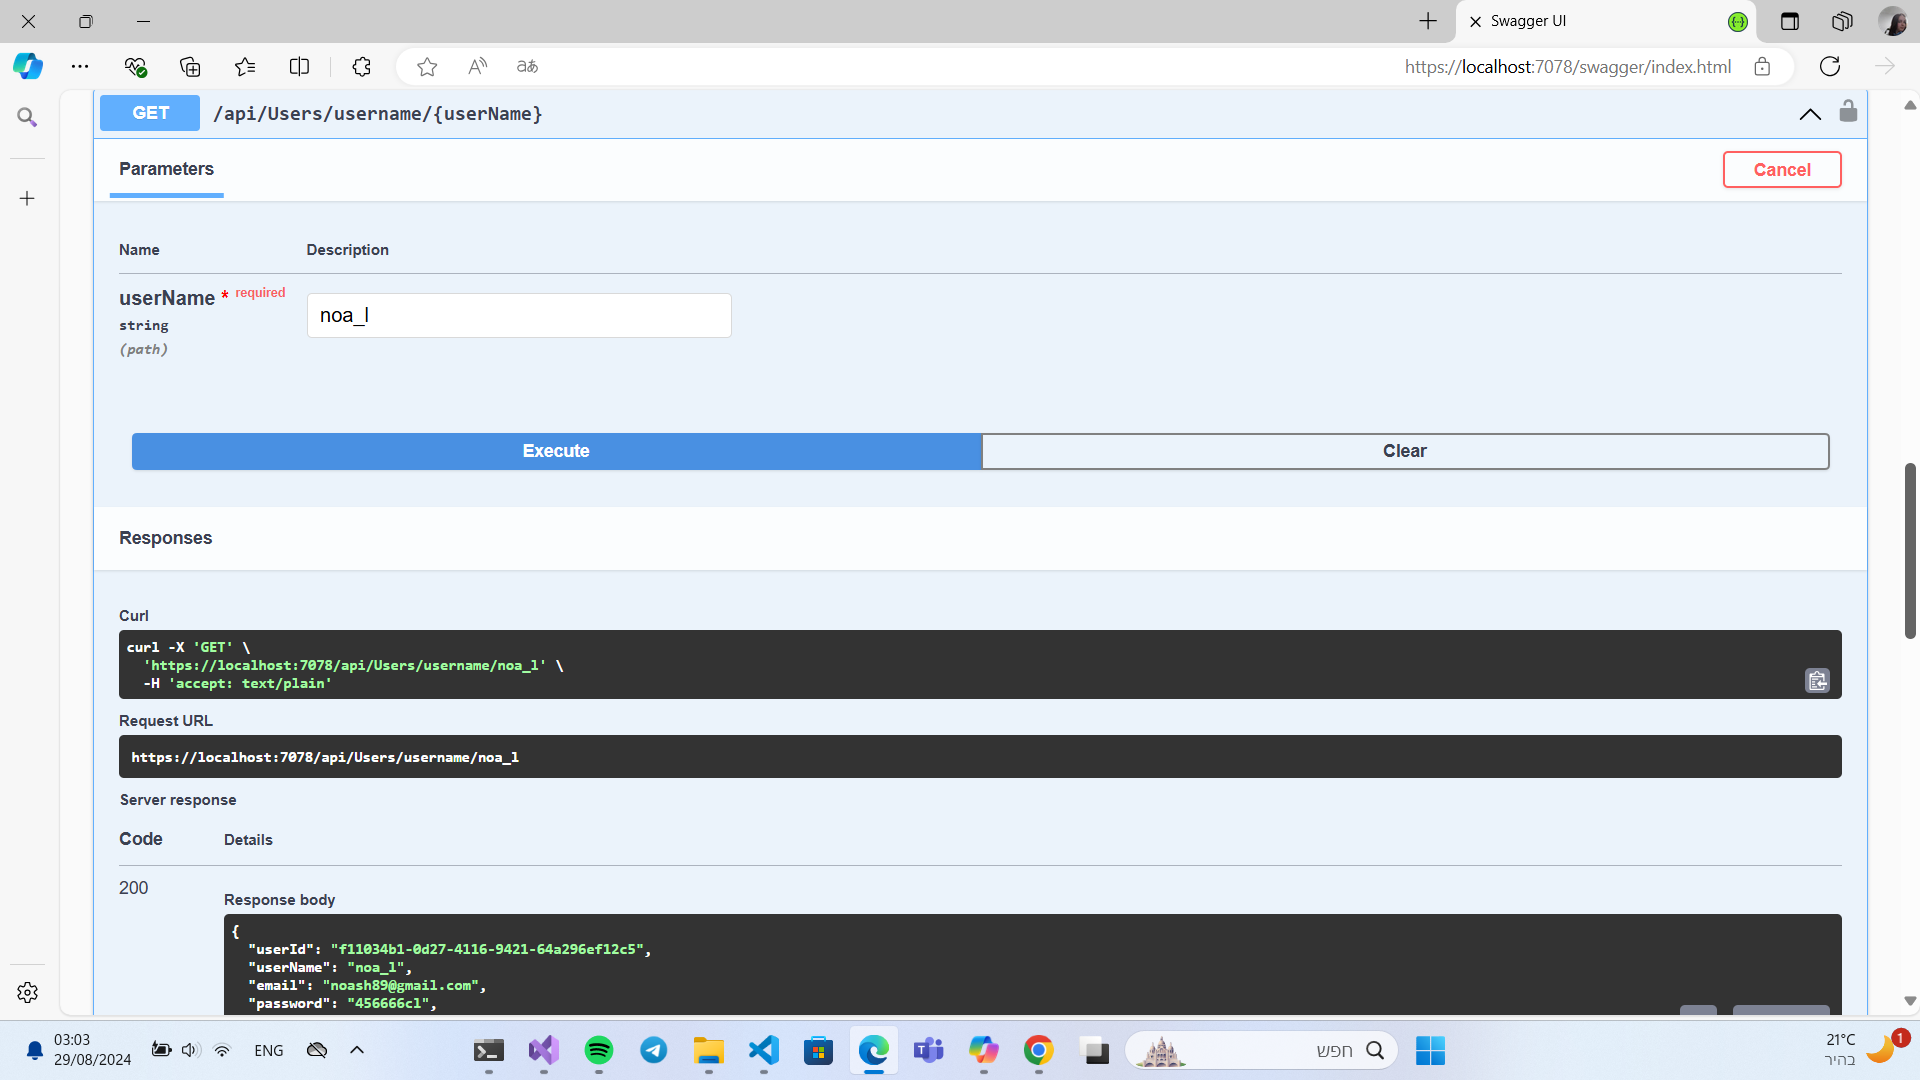 Swagger UI
aあ
https://localhost:7078/swagger/index.html
GET /api/Users/username/{userName}
Parameters
Cancel
Name Description
userName * required
string
(path)
noa_l
Execute
Clear
Responses
Curl
curl -X 'GET' \
'https://localhost:7078/api/Users/username/noa_l' \
-H 'accept: text/plain'
Request URL
https://localhost:7078/api/Users/username/noa_l
Server response
Code Details
200
Response body
{
"userId": "f11034b1-0d27-4116-9421-64a296ef12c5",
"userName": "noa_l",
"email": "noash89@gmail.com",
"password": "456666cl",
03:03
29/08/2024
ENG
חפש
21°C
בהיר
1